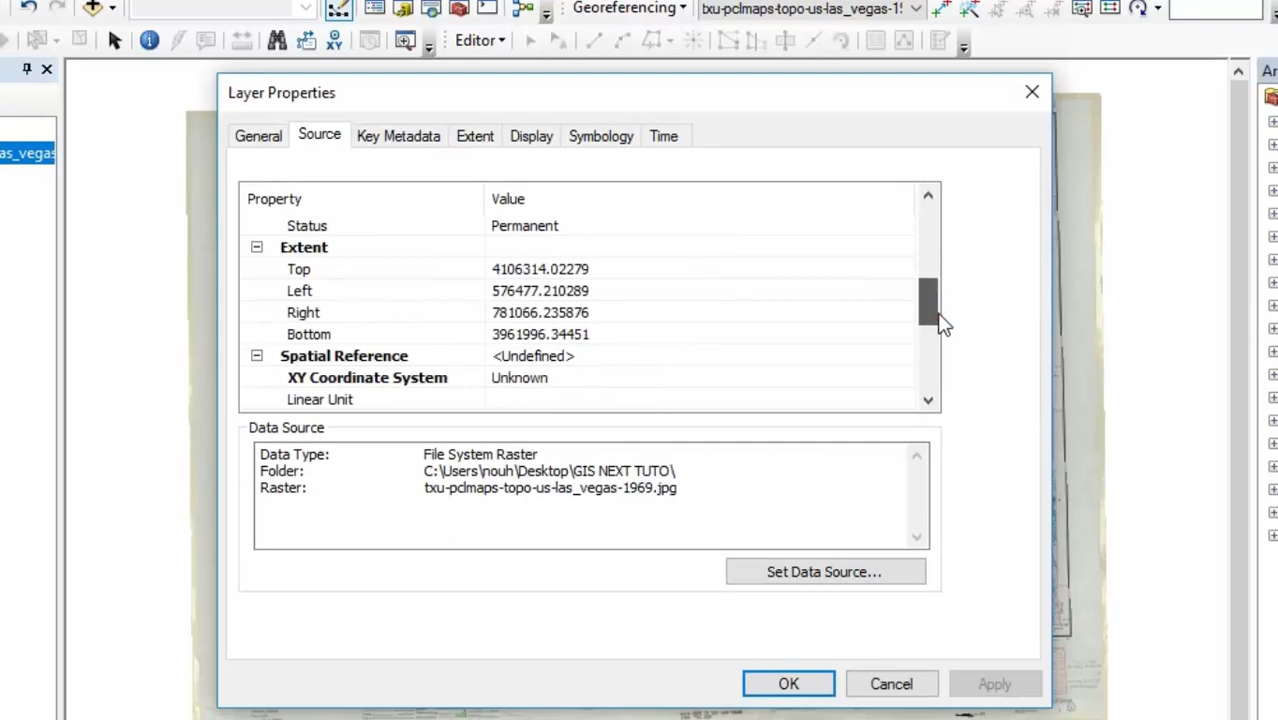 Georeferencing
txu-pclmaps-topo-us-las_vegas-1
XY
Editor
Ar
as_vegas
Layer Properties
General Source Key Metadata Extent Display Symbology Time
Property Value
Status Permanent
Extent
Top 4106314.02279
Left 576477.210289
Right 781066.235876
Bottom 3961996.34451
Spatial Reference <Undefined>
XY Coordinate System Unknown
Linear Unit
Data Source
Data Type: File System Raster
Folder: C:\Users\nouh\Desktop\GIS NEXT TUTO\
Raster: txu-pclmaps-topo-us-las_vegas-1969.jpg
Set Data Source...
OK Cancel Apply